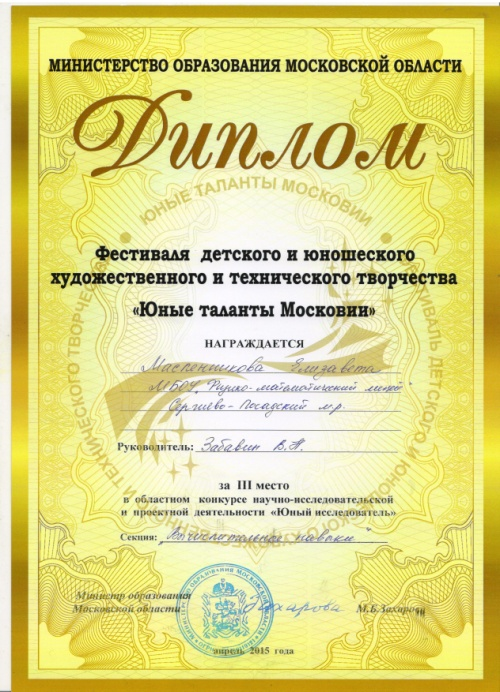 МИНИСТЕРСТВО ОБРАЗОВАНИЯ МОСКОВСКОЙ ОБЛАСТИ
Диплом
ЮНЫЕ ТАЛАНТЫ МОСКОВИИ
Фестиваля детского и юношеского
художественного и технического творчества
«Юные таланты Московии»
НАГРАЖДАЕТСЯ
Масленникова Елизавета
МБОУ „Физико-математический лицей"
Сергиево-Посадский м.р.
Руководитель: Забавин В.Н.
за III место
в областном конкурсе научно-исследовательской
и проектной деятельности «Юный исследователь»
Секция: „Вычислительные навыки"
Министр образования
Московской области
Захарова
М.Б.Захарова
апрель 2015 года